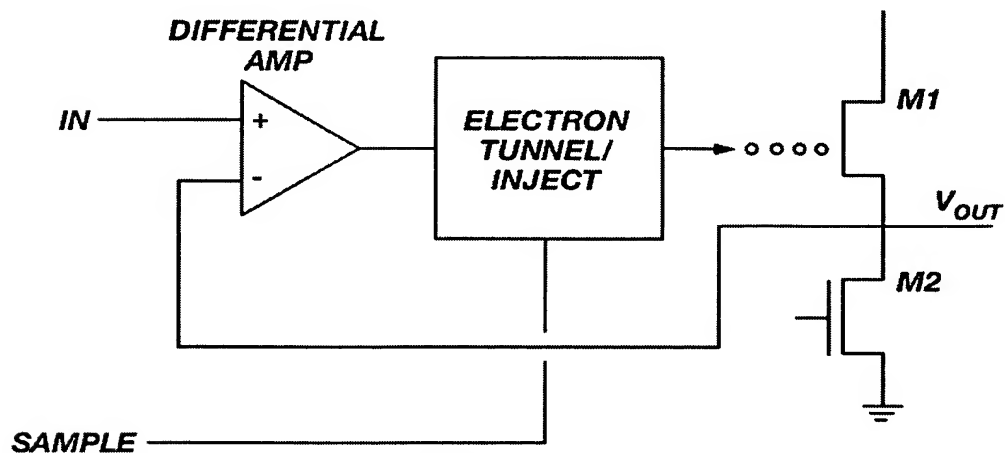 DIFFERENTIAL
AMP
IN
+
-
ELECTRON
TUNNEL/
INJECT
M1
VOUT
M2
SAMPLE